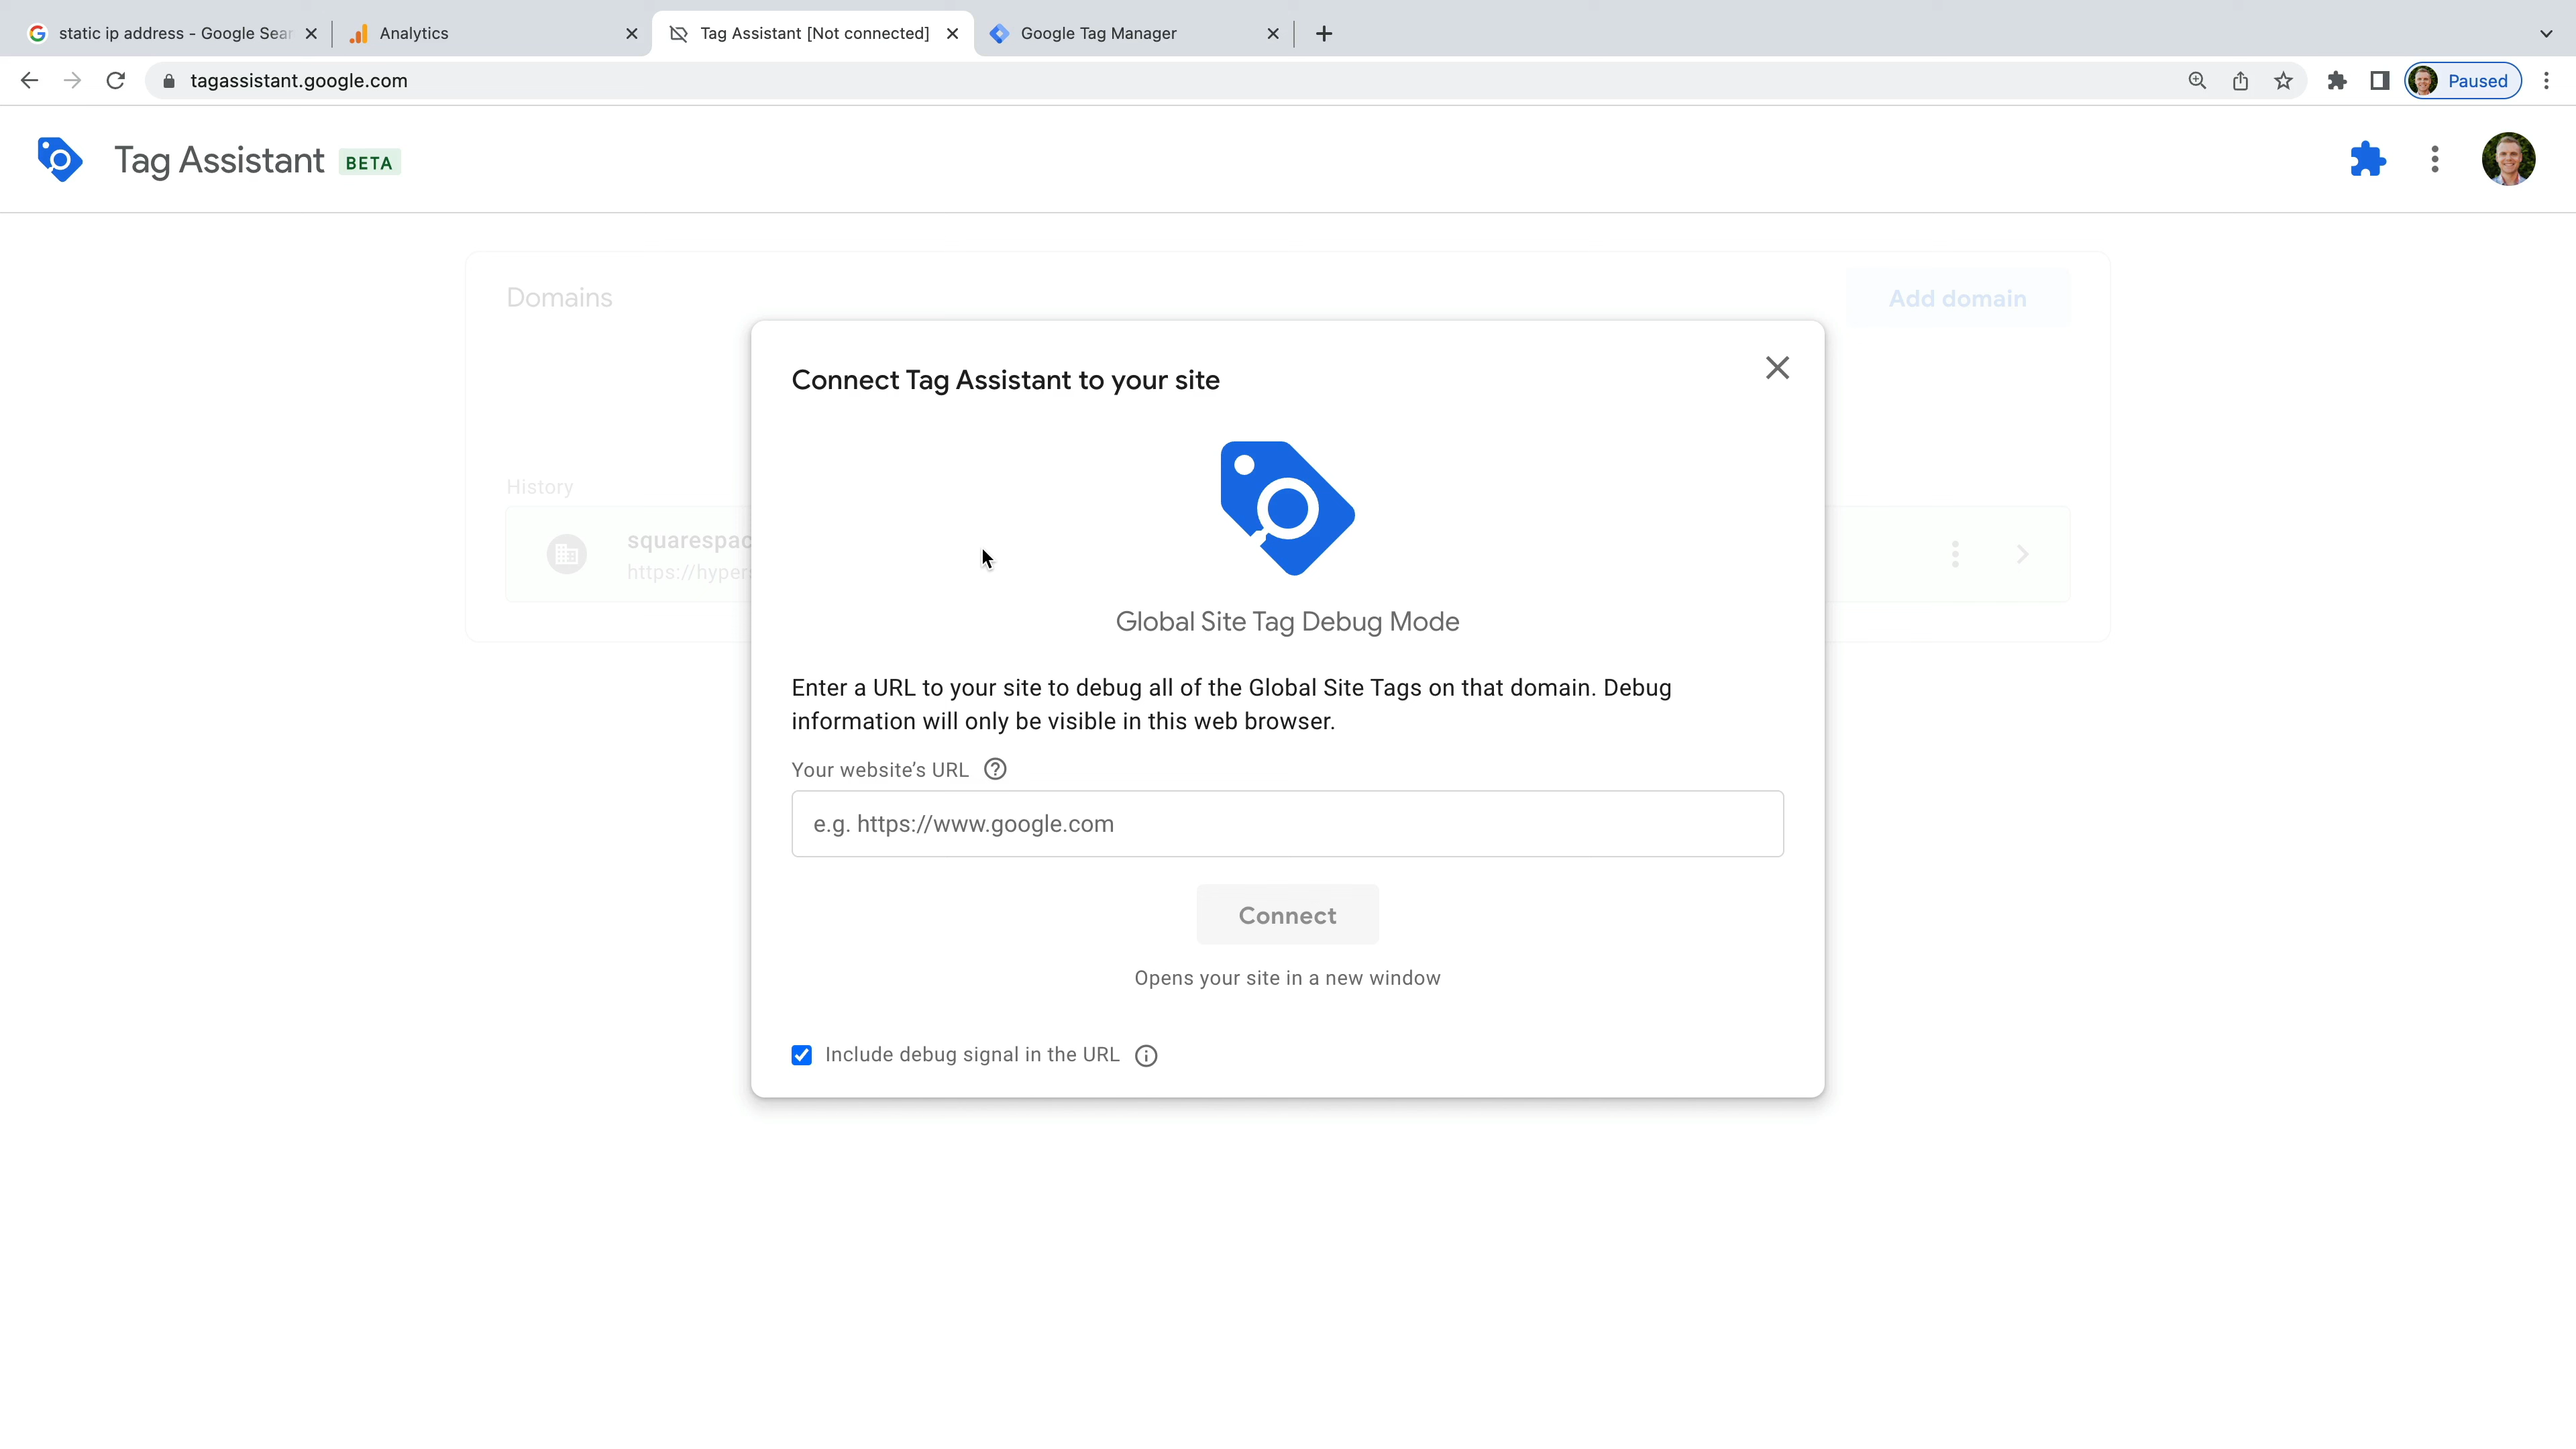 static ip address - Google Sear
Analytics
Tag Assistant [Not connected]
Google Tag Manager
tagassistant.google.com
Paused
Tag Assistant BETA
Domains
Add domain
Connect Tag Assistant to your site
History
squarespac
https://hyper
Global Site Tag Debug Mode
Enter a URL to your site to debug all of the Global Site Tags on that domain. Debug
information will only be visible in this web browser.
Your website's URL
e.g. https://www.google.com
Connect
Opens your site in a new window
Include debug signal in the URL